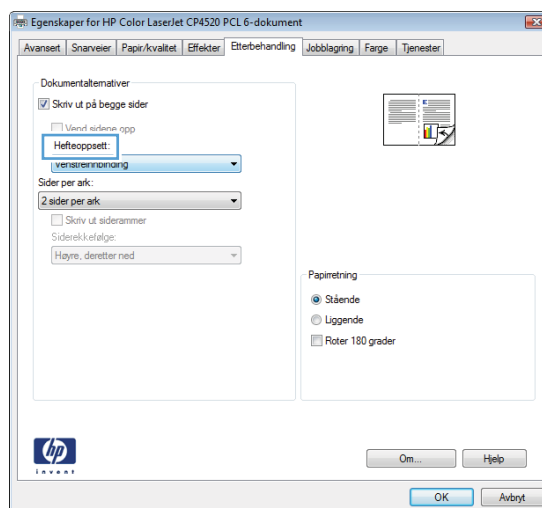 Egenskaper for HP Color LaserJet CP4520 PCL 6-dokument
Avansert Snarveier Papir/kvalitet Effekter Etterbehandling Jobblagring Farge Tjenester
Dokumentalternativer
Skriv ut på begge sider
Vend sidene opp
Hefteoppsett:
Venstreinnbinding
Sider per ark:
2 sider per ark
Skriv ut siderammer
Siderekkefølge:
Høyre, deretter ned
Papirretning
Stående
Liggende
Roter 180 grader
hp
invent
Om... Hjelp
OK Avbryt